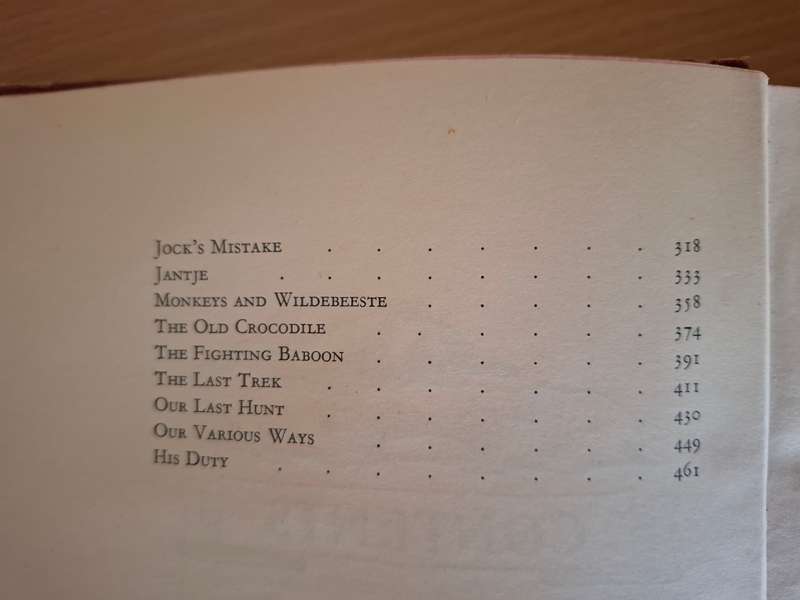 Jock's Mistake . . . . . . . 318
Jantje . . . . . . . . 333
Monkeys and Wildebeeste . . . . . 358
The Old Crocodile . . . . . . 374
The Fighting Baboon . . . . . . 391
The Last Trek . . . . . . . 411
Our Last Hunt . . . . . . . 430
Our Various Ways . . . . . . 449
His Duty . . . . . . . . 461